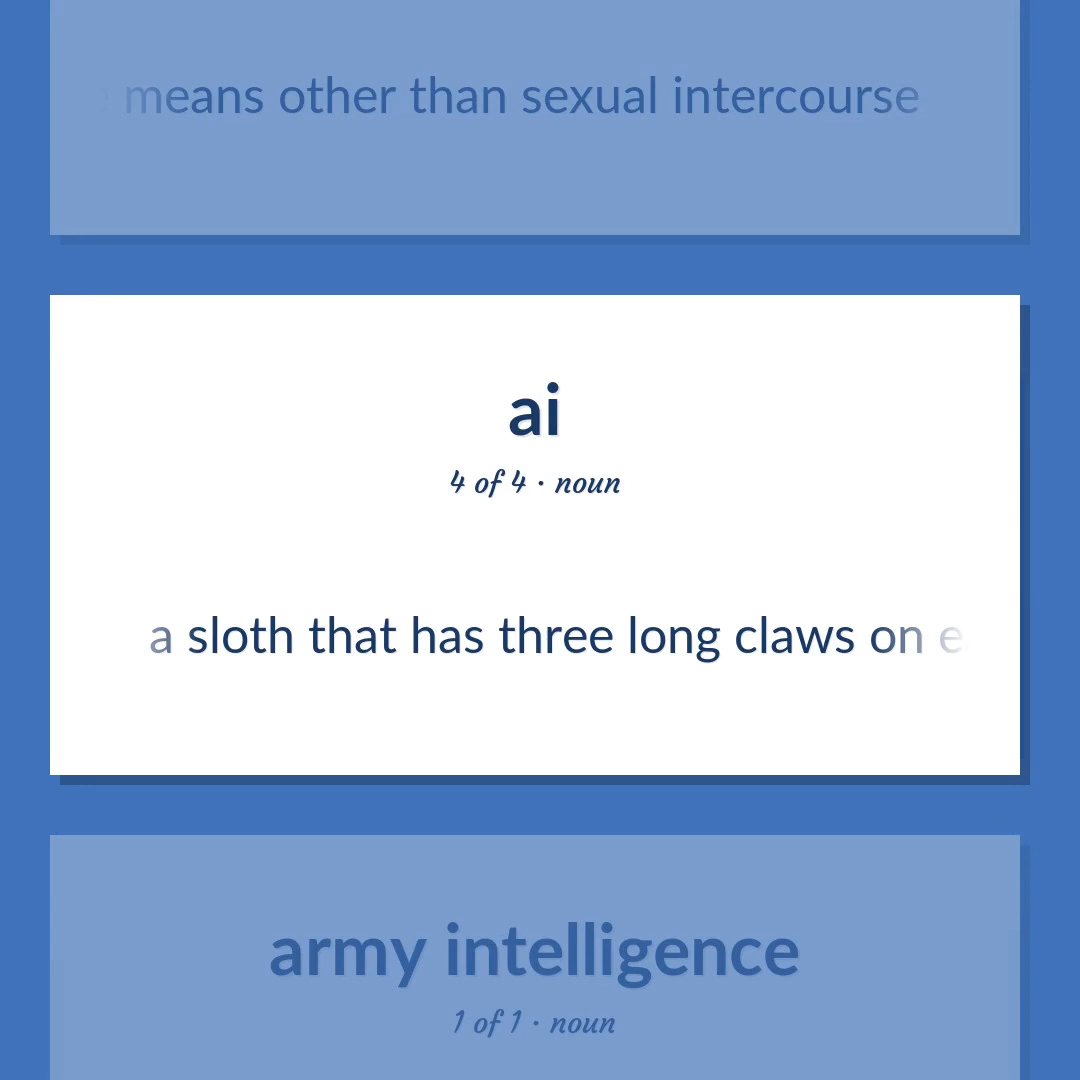 means other than sexual intercourse
ai
4 of 4 · noun
a sloth that has three long claws on
army intelligence
1 of 1 · noun